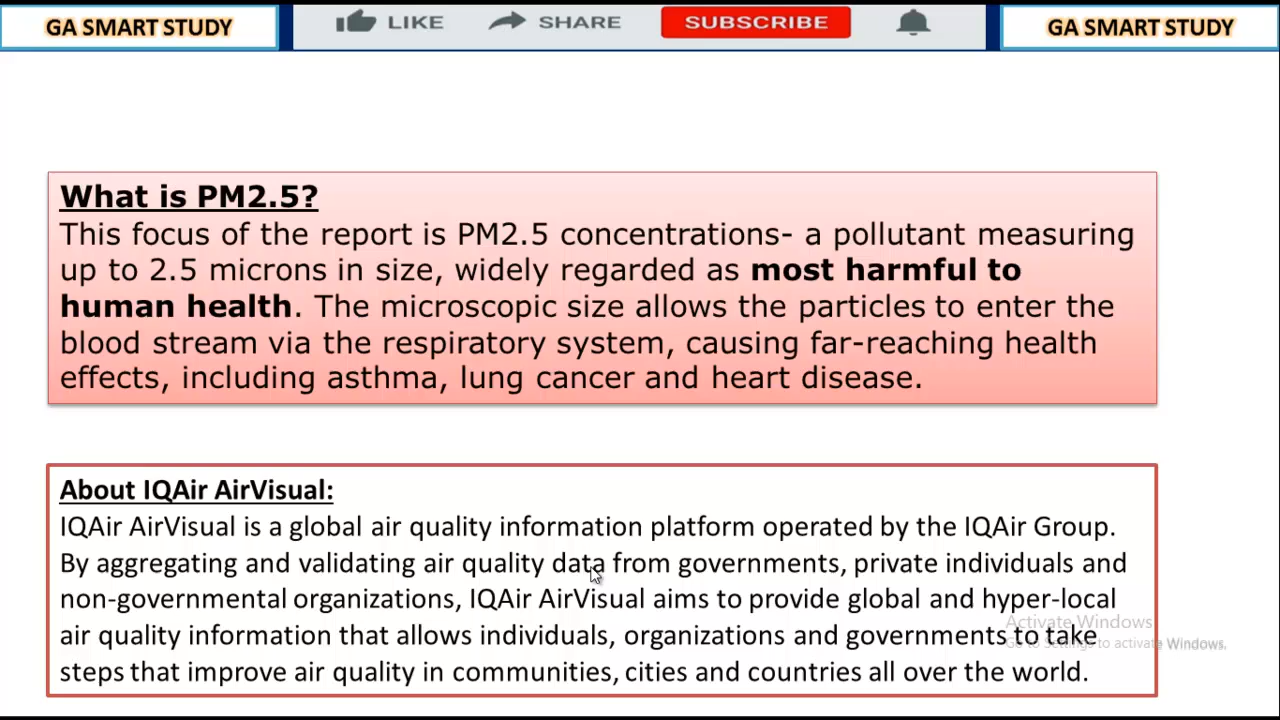 GA SMART STUDY
LIKE
SHARE
SUBSCRIBE
GA SMART STUDY
What is PM2.5?
This focus of the report is PM2.5 concentrations- a pollutant measuring
up to 2.5 microns in size, widely regarded as most harmful to
human health. The microscopic size allows the particles to enter the
blood stream via the respiratory system, causing far-reaching health
effects, including asthma, lung cancer and heart disease.
About IQAir AirVisual:
IQAir AirVisual is a global air quality information platform operated by the IQAir Group.
By aggregating and validating air quality data from governments, private individuals and
non-governmental organizations, IQAir AirVisual aims to provide global and hyper-local
air quality information that allows individuals, organizations and governments to take
steps that improve air quality in communities, cities and countries all over the world.
Activate Windows
Go to Settings to activate Windows.